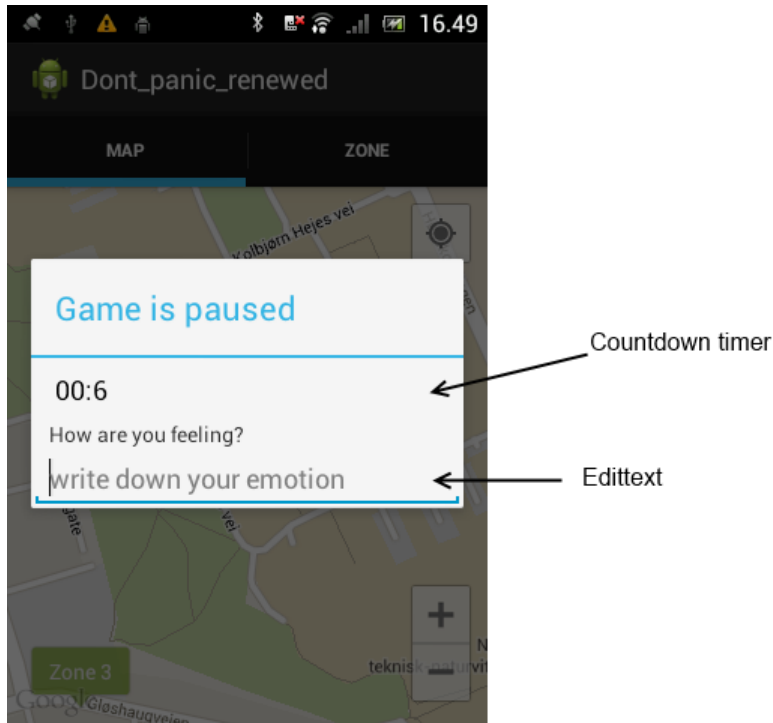 16.49
Dont_panic_renewed
MAP
ZONE
Kolbjørn Hejes vei
Game is paused
00:6
Countdown timer
How are you feeling?
write down your emotion
Edittext
vei
Zone 3
teknisk-naturvit
Google
Gløshaugveien